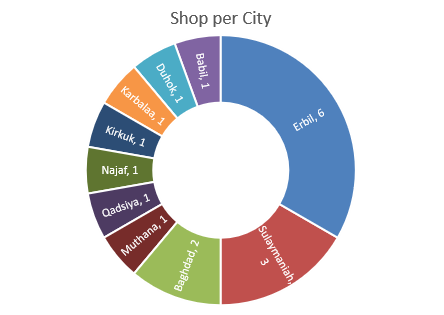 Shop per City
Erbil, 6
Sulaymaniah,
3
Baghdad, 2
Muthana, 1
Qadsiya, 1
Najaf, 1
Kirkuk, 1
Karbalaa, 1
Duhok, 1
Babil, 1